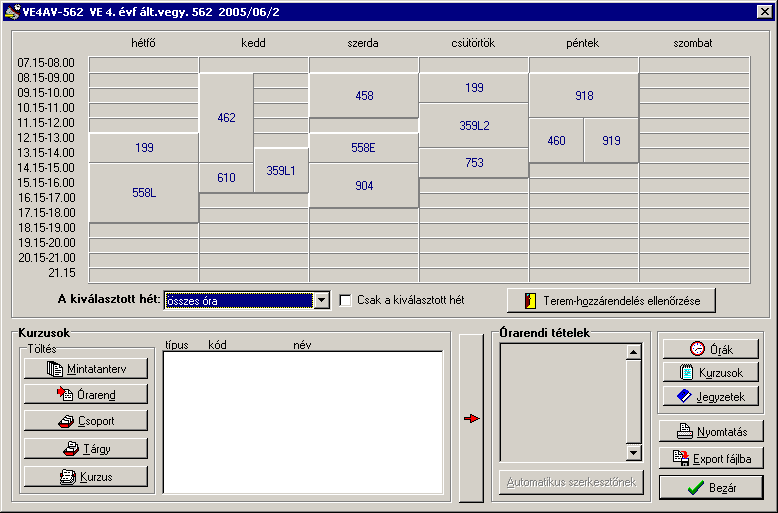 VE4AV-562 VE 4. évf ált.vegy. 562 2005/06/2
hétfő kedd szerda csütörtök péntek szombat
07.15-08.00
08.15-09.00
09.15-10.00
10.15-11.00
11.15-12.00
12.15-13.00
13.15-14.00
14.15-15.00
15.15-16.00
16.15-17.00
17.15-18.00
18.15-19.00
19.15-20.00
20.15-21.00
21.15
199
558L
462
610
359L1
458
558E
904
199
359L2
753
918
460
919
A kiválasztott hét: összes óra Csak a kiválasztott hét Terem-hozzárendelés ellenőrzése
Kurzusok
Töltés
Mintatanterv
Órarend
Csoport
Tárgy
Kurzus
típus kód név
Órarendi tételek
Automatikus szerkesztőnek
Órák
Kurzusok
Jegyzetek
Nyomtatás
Export fájlba
Bezár